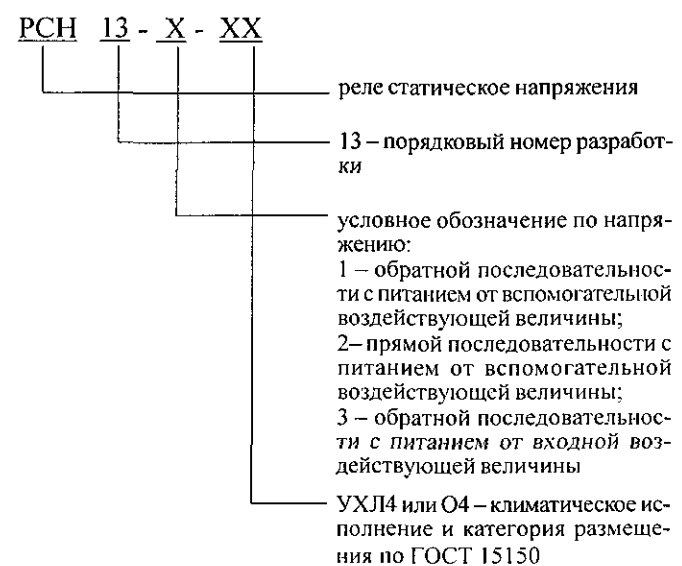 РСН 13 - Х - ХХ
реле статическое напряжения
13 – порядковый номер разработ-
ки
условное обозначение по напря-
жению:
1 – обратной последовательнос-
ти с питанием от вспомогательной
воздействующей величины;
2– прямой последовательности с
питанием от вспомогательной
воздействующей величины;
3 – обратной последовательнос-
ти с питанием от входной воз-
действующей величины
УХЛ4 или О4 – климатическое ис-
полнение и категория размеще-
ния по ГОСТ 15150